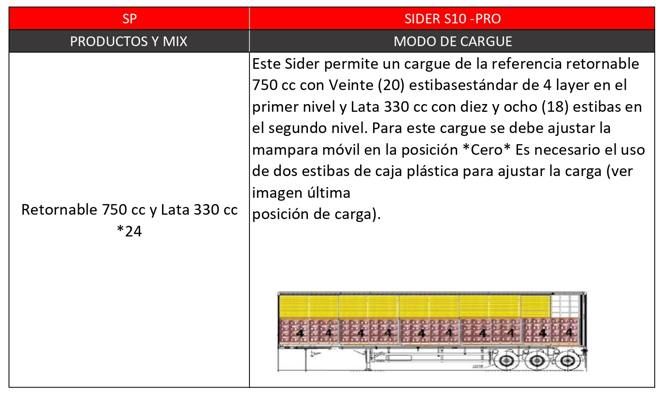 SP
SIDER S10 -PRO
PRODUCTOS Y MIX
MODO DE CARGUE
Retornable 750 cc y Lata 330 cc
*24
Este Sider permite un cargue de la referencia retornable
750 cc con Veinte (20) estibasestándar de 4 layer en el
primer nivel y Lata 330 cc con diez y ocho (18) estibas en
el segundo nivel. Para este cargue se debe ajustar la
mampara móvil en la posición *Cero* Es necesario el uso
de dos estibas de caja plástica para ajustar la carga (ver
imagen última
posición de carga).
4 4 4 4 4 4 4 4 4 4